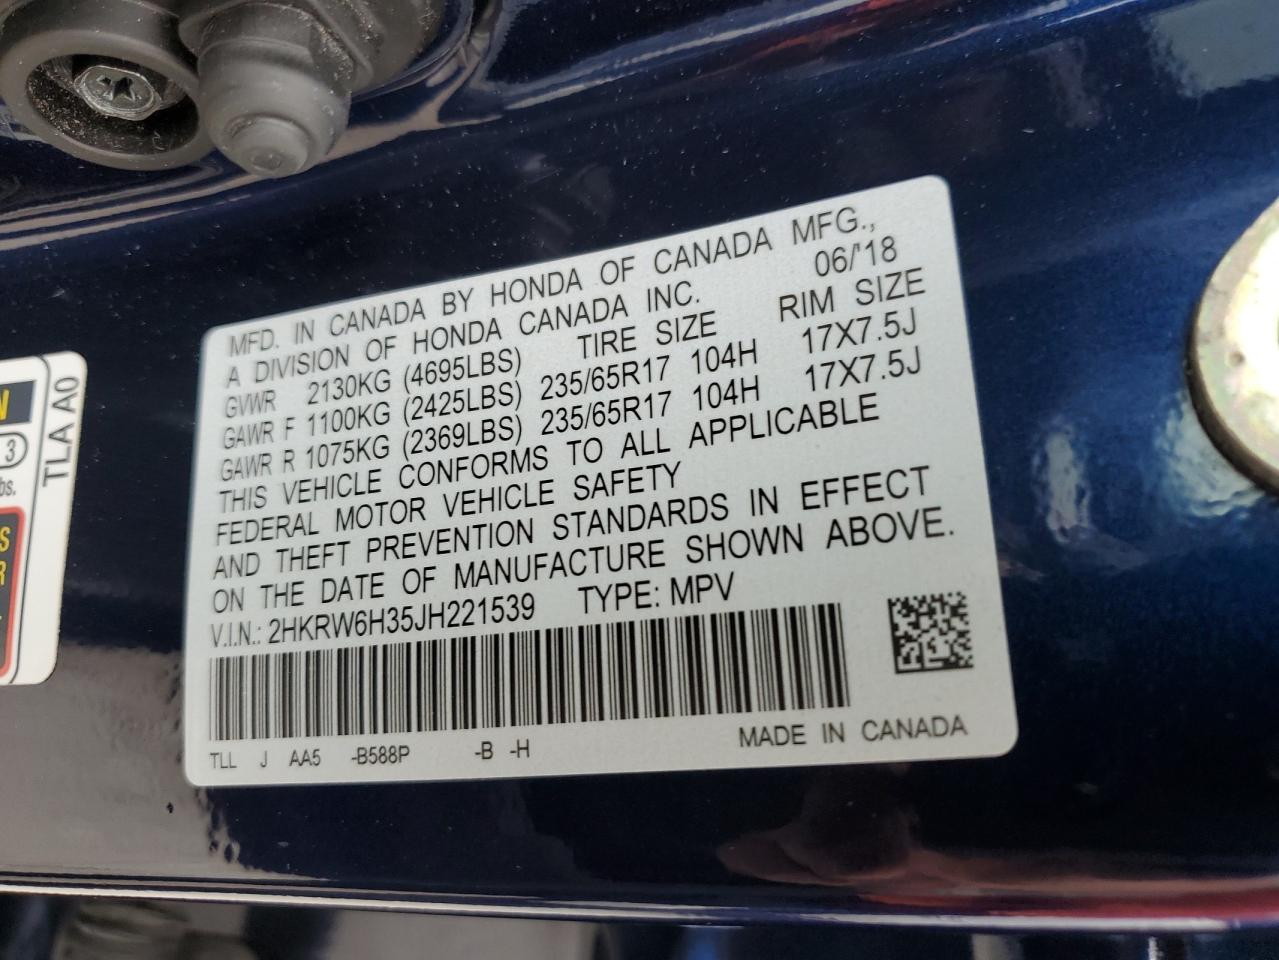 MFD. IN CANADA BY HONDA OF CANADA MFG.,
A DIVISION OF HONDA CANADA INC. 06/'18
GVWR 2130KG (4695LBS) TIRE SIZE RIM SIZE
GAWR F 1100KG (2425LBS) 235/65R17 104H 17X7.5J
GAWR R 1075KG (2369LBS) 235/65R17 104H 17X7.5J
THIS VEHICLE CONFORMS TO ALL APPLICABLE
FEDERAL MOTOR VEHICLE SAFETY
AND THEFT PREVENTION STANDARDS IN EFFECT
ON THE DATE OF MANUFACTURE SHOWN ABOVE.
V.I.N.: 2HKRW6H35JH221539 TYPE: MPV
TLL J AA5 -B588P -B -H MADE IN CANADA
TLA A0
3